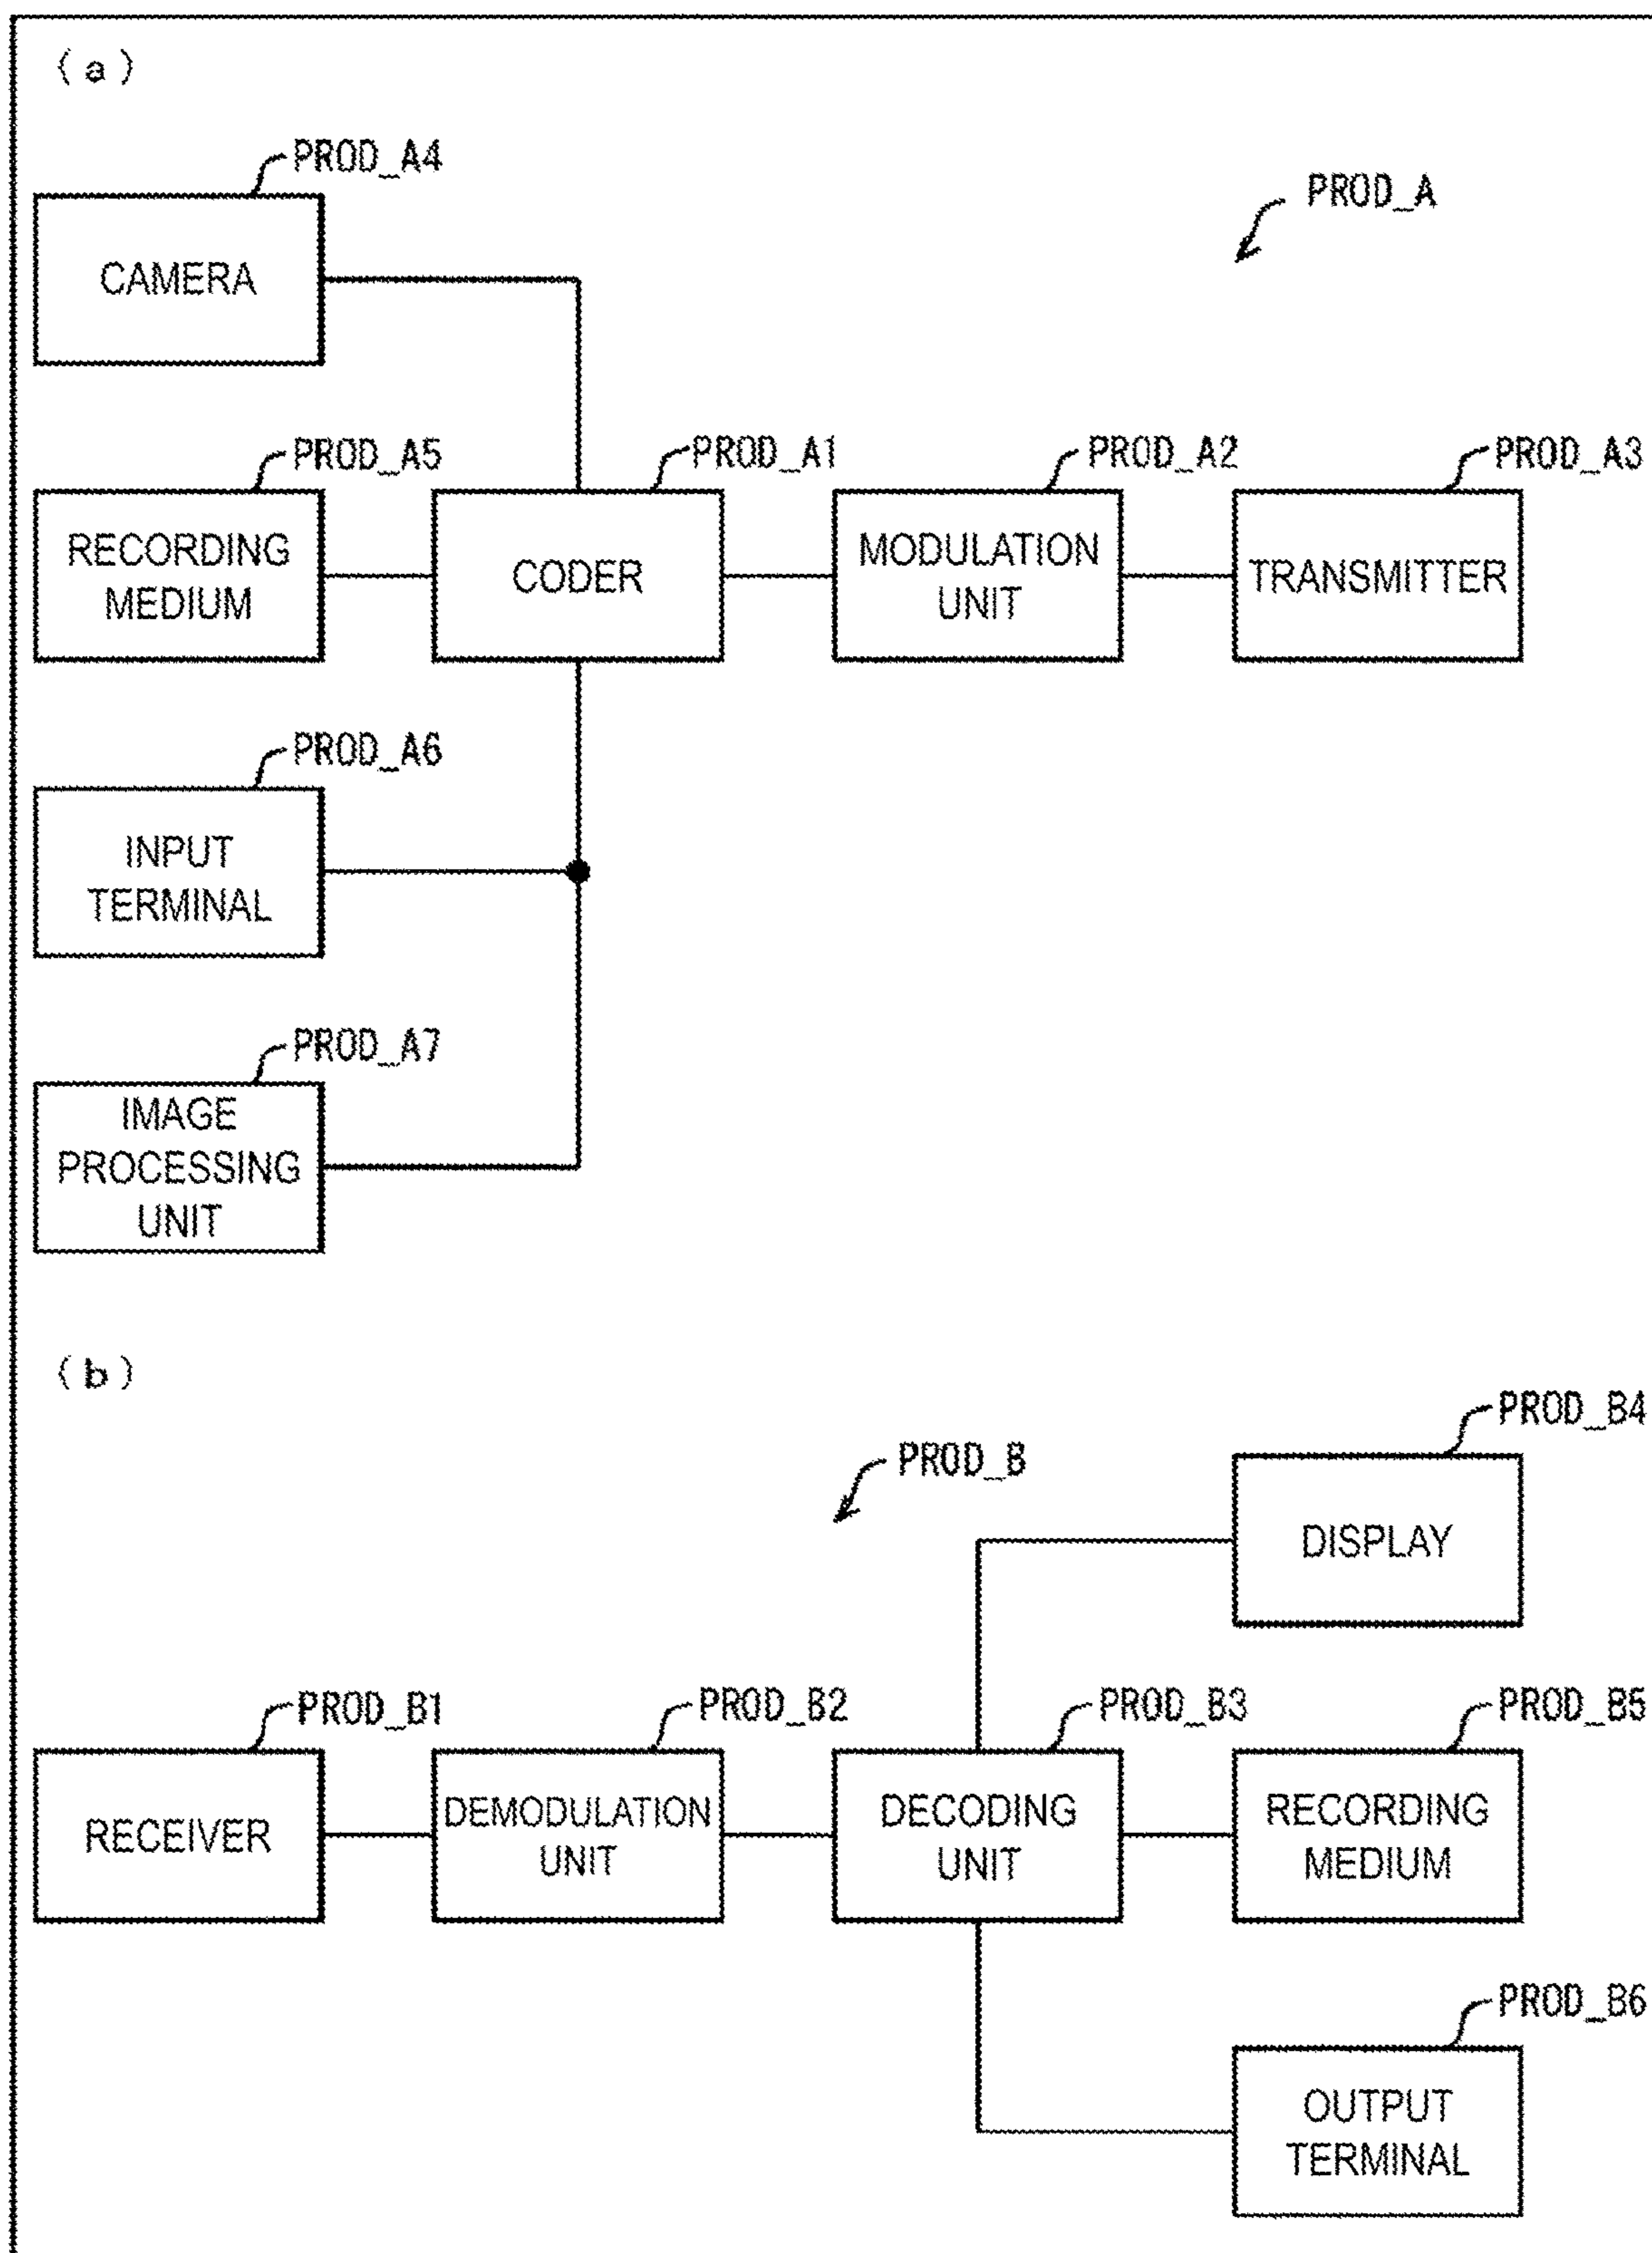 (a)
PROD_A4
PROD_A
CAMERA
PROD_A5
PROD_A1
PROD_A2
PROD_A3
RECORDING
MEDIUM
CODER
MODULATION
UNIT
TRANSMITTER
PROD_A6
INPUT
TERMINAL
PROD_A7
IMAGE
PROCESSING
UNIT
(b)
PROD_B4
PROD_B
DISPLAY
PROD_B1
PROD_B2
PROD_B3
PROD_B5
RECEIVER
DEMODULATION
UNIT
DECODING
UNIT
RECORDING
MEDIUM
PROD_B6
OUTPUT
TERMINAL